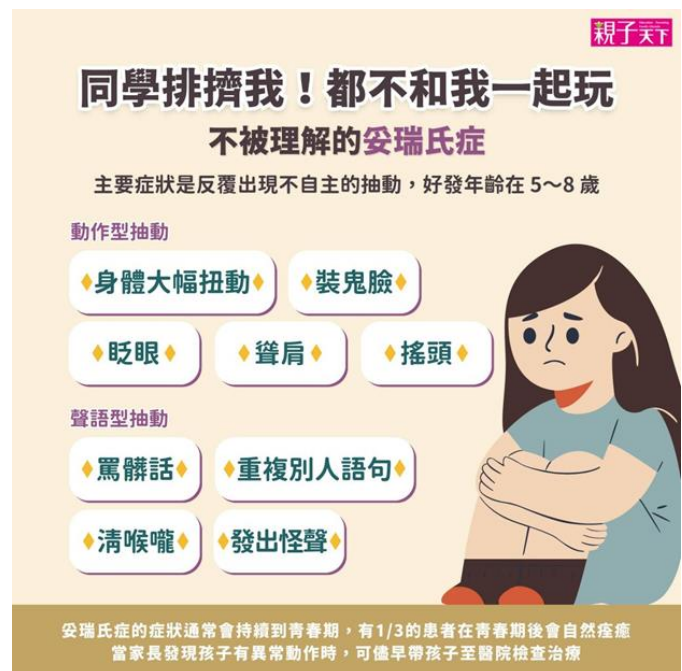 親子天下
同學排擠我！都不和我一起玩
不被理解的妥瑞氏症
主要症狀是反覆出現不自主的抽動，好發年齡在 5～8 歲
動作型抽動
身體大幅扭動
裝鬼臉
眨眼
聳肩
搖頭
聲語型抽動
罵髒話
重複別人語句
清喉嚨
發出怪聲
妥瑞氏症的症狀通常會持續到青春期，有1/3的患者在青春期後會自然痊癒
當家長發現孩子有異常動作時，可儘早帶孩子至醫院檢查治療